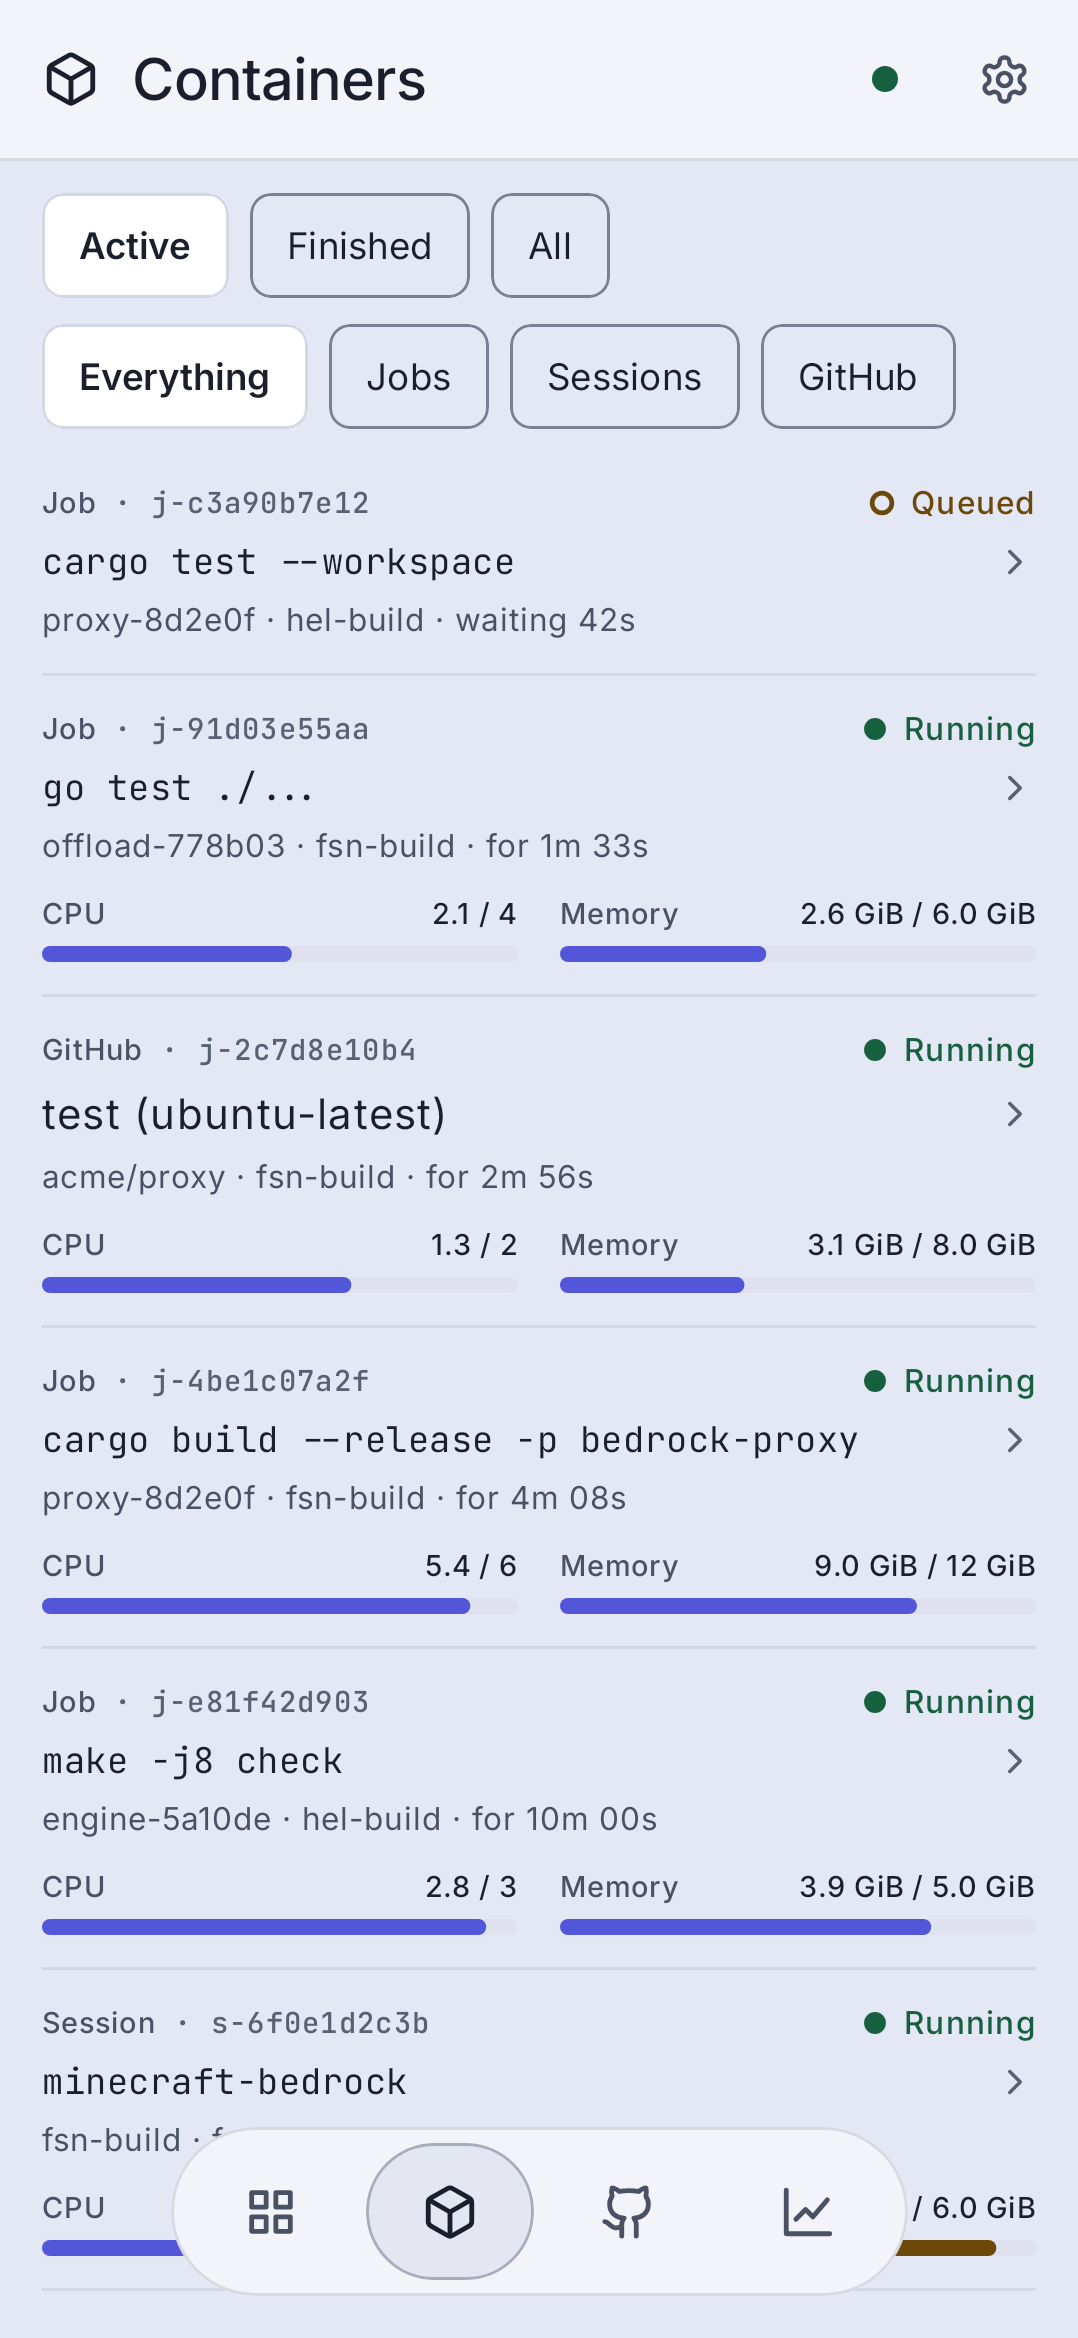 Containers
Active Finished All
Everything Jobs Sessions GitHub
Job · j-c3a90b7e12 Queued
cargo test --workspace
proxy-8d2e0f · hel-build · waiting 42s
Job · j-91d03e55aa Running
go test ./...
offload-778b03 · fsn-build · for 1m 33s
CPU 2.1 / 4 Memory 2.6 GiB / 6.0 GiB
GitHub · j-2c7d8e10b4 Running
test (ubuntu-latest)
acme/proxy · fsn-build · for 2m 56s
CPU 1.3 / 2 Memory 3.1 GiB / 8.0 GiB
Job · j-4be1c07a2f Running
cargo build --release -p bedrock-proxy
proxy-8d2e0f · fsn-build · for 4m 08s
CPU 5.4 / 6 Memory 9.0 GiB / 12 GiB
Job · j-e81f42d903 Running
make -j8 check
engine-5a10de · hel-build · for 10m 00s
CPU 2.8 / 3 Memory 3.9 GiB / 5.0 GiB
Session · s-6f0e1d2c3b Running
minecraft-bedrock
fsn-build ·
CPU / 6.0 GiB